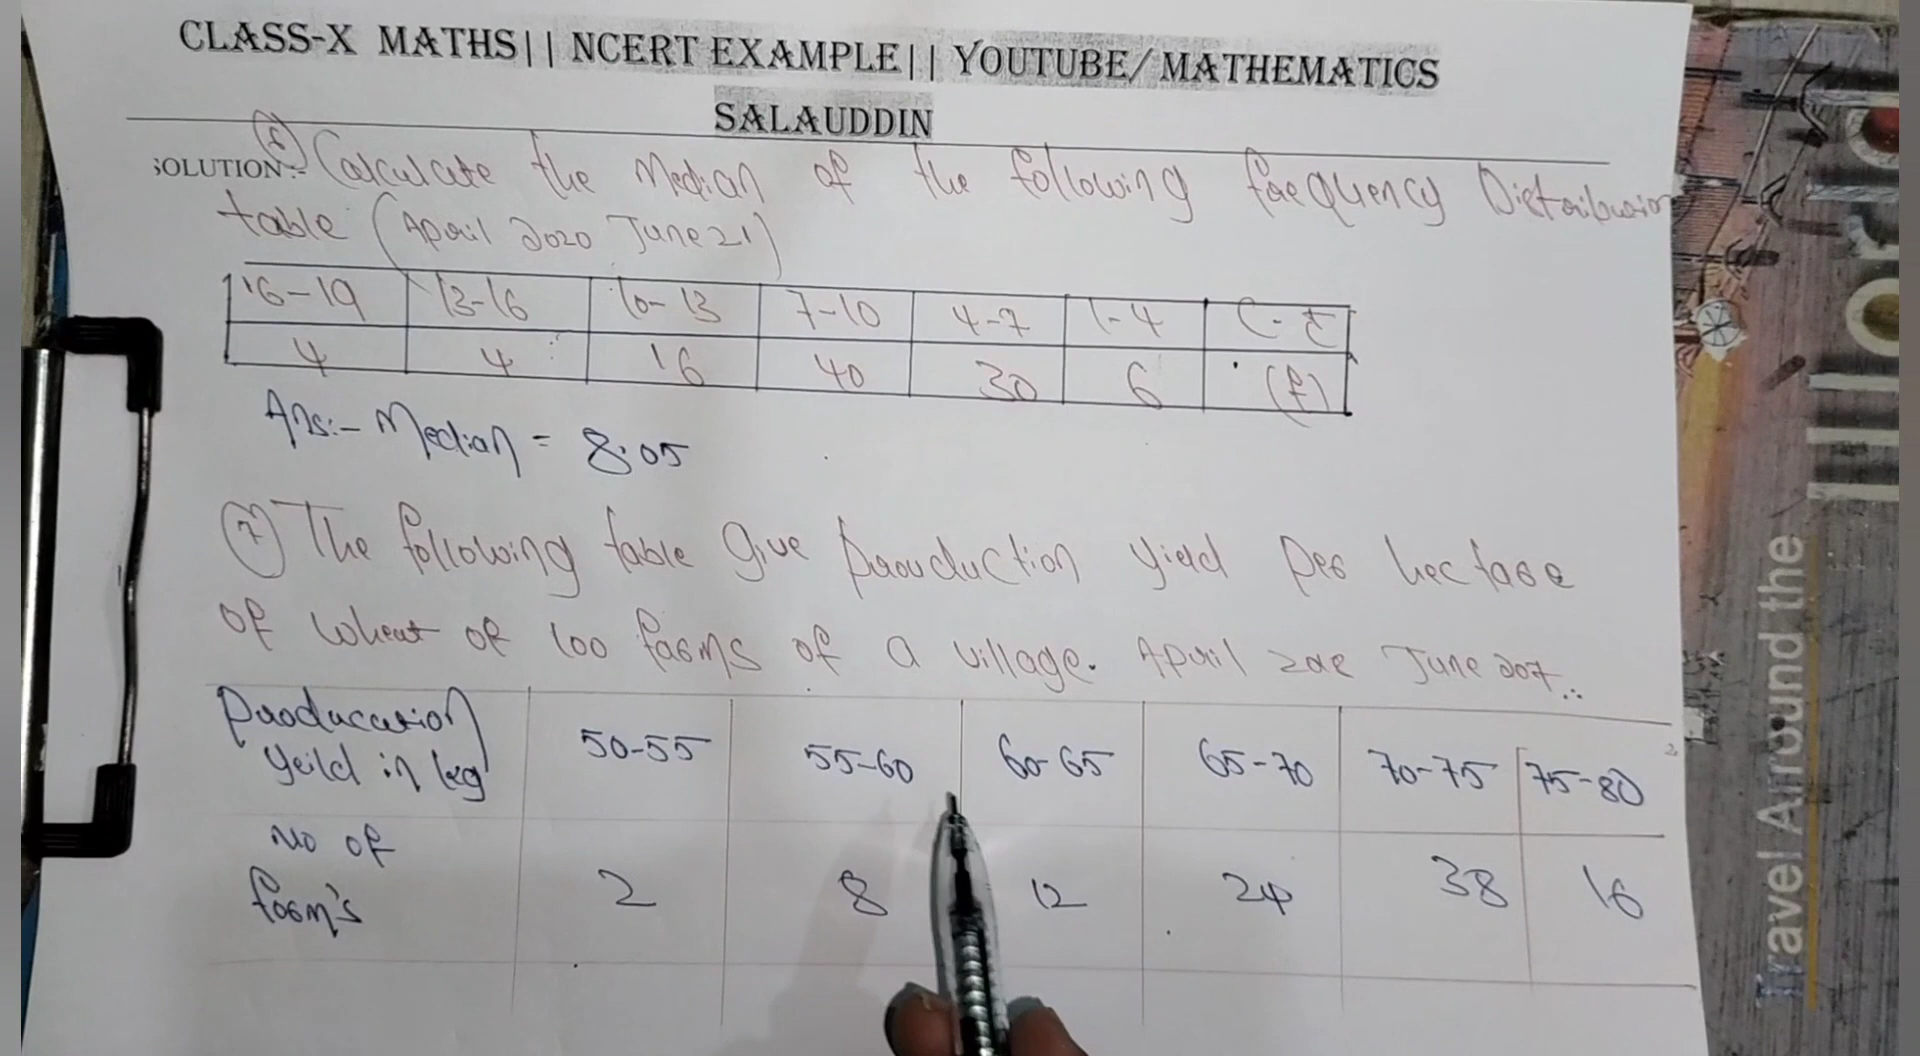 CLASS-X MATHS|| NCERT EXAMPLE|| YOUTUBE/MATHEMATICS
SALAUDDIN
SOLUTION:-
Calculate the Median of the following frequency Distribution
table (April 2020 June 21)
16-19 13-16 10-13 7-10 4-7 1-4 C-I
4 4 16 40 30 6 (f)
Ans:- Median = 8.05
(7) The following table Give Production yield Per hectare
of wheat of 100 farms of a village. April June
Production 50-55 55-60 60-65 65-70 70-75 75-80
yeild in kg
No of
farm's 2 8 12 24 38 16
Travel Arround the